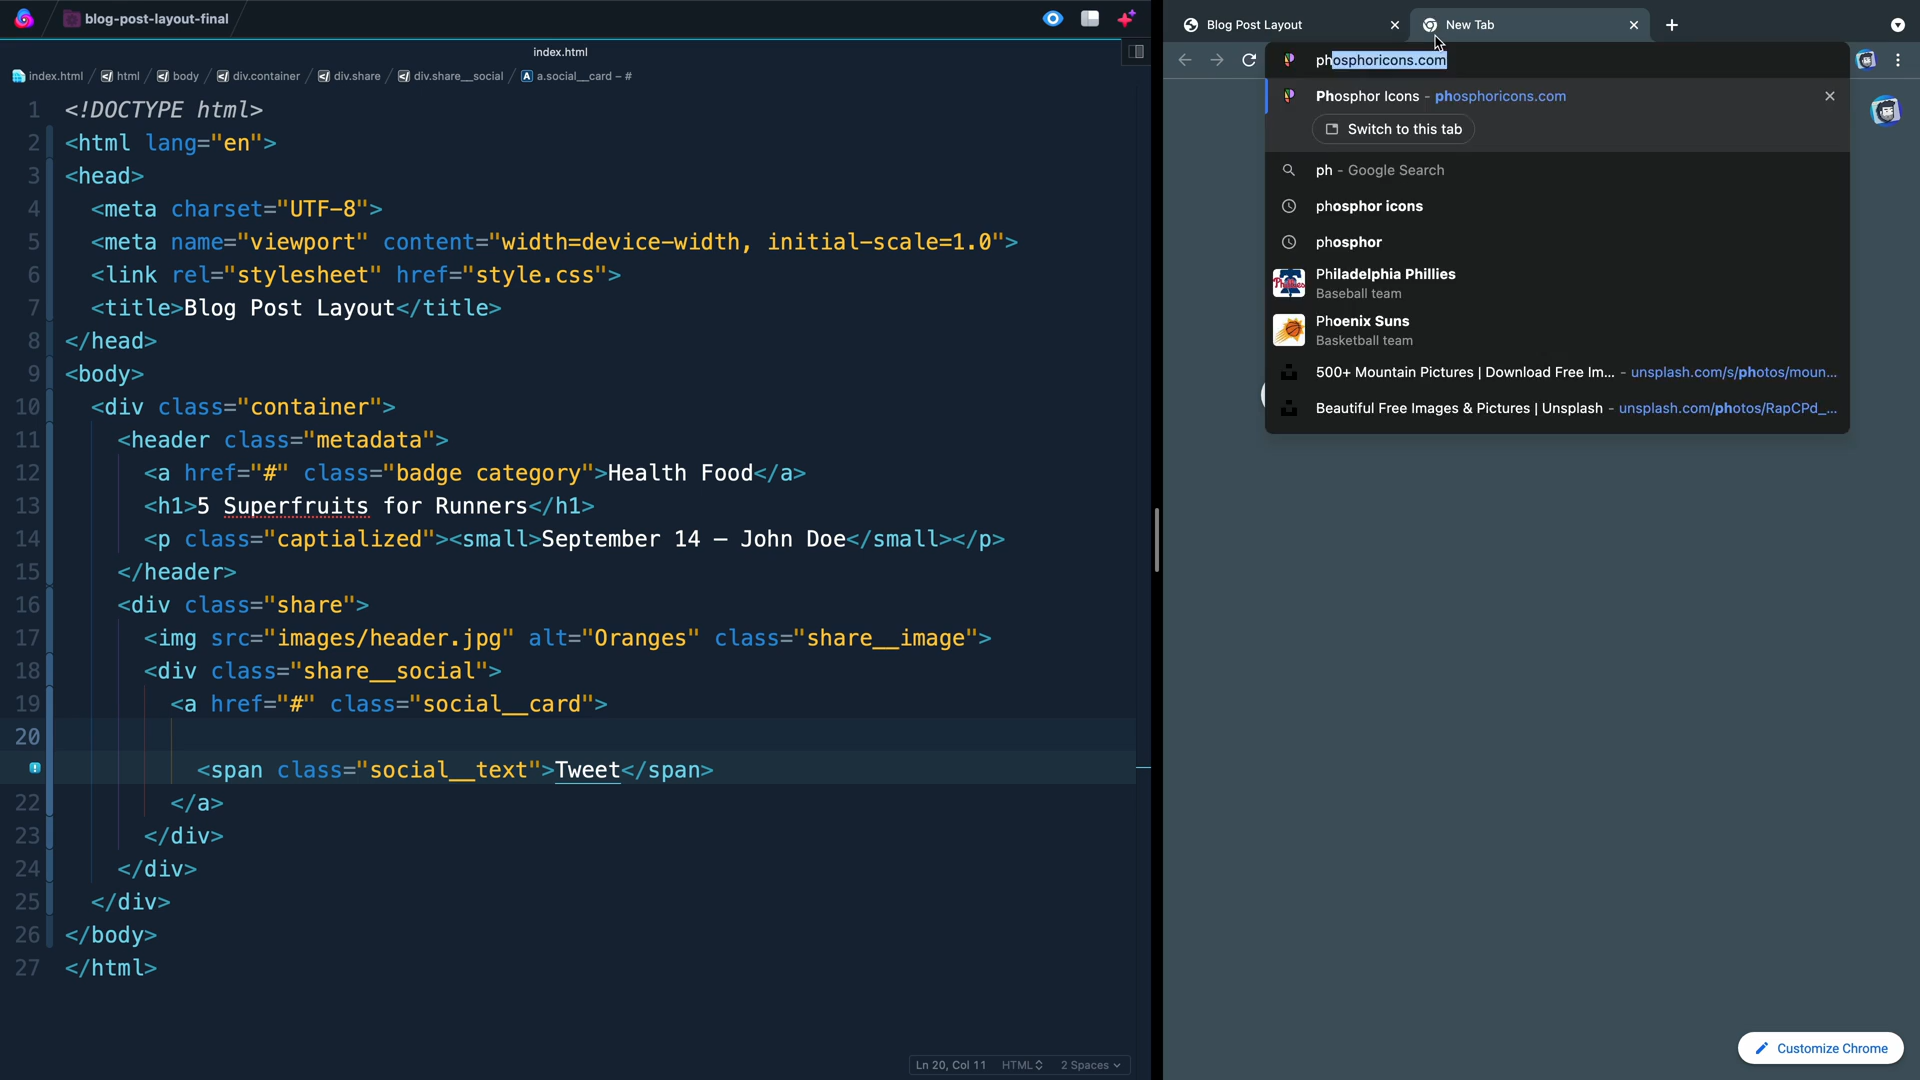 blog-post-layout-final
index.html
index.html / html / body / div.container / div.share / div.share__social / a.social__card – #
1 <!DOCTYPE html>
2 <html lang="en">
3 <head>
4 <meta charset="UTF-8">
5 <meta name="viewport" content="width=device-width, initial-scale=1.0">
6 <link rel="stylesheet" href="style.css">
7 <title>Blog Post Layout</title>
8 </head>
9 <body>
10 <div class="container">
11 <header class="metadata">
12 <a href="#" class="badge category">Health Food</a>
13 <h1>5 Superfruits for Runners</h1>
14 <p class="captialized"><small>September 14 — John Doe</small></p>
15 </header>
16 <div class="share">
17 <img src="images/header.jpg" alt="Oranges" class="share__image">
18 <div class="share__social">
19 <a href="#" class="social__card">
20
<span class="social__text">Tweet</span>
22 </a>
23 </div>
24 </div>
25 </div>
26 </body>
27 </html>
Ln 20, Col 11 HTML 2 Spaces
Blog Post Layout
New Tab
phosphoricons.com
Phosphor Icons - phosphoricons.com
Switch to this tab
ph - Google Search
phosphor icons
phosphor
Philadelphia Phillies
Baseball team
Phoenix Suns
Basketball team
500+ Mountain Pictures | Download Free Im... - unsplash.com/s/photos/moun...
Beautiful Free Images & Pictures | Unsplash - unsplash.com/photos/RapCPd_...
Customize Chrome